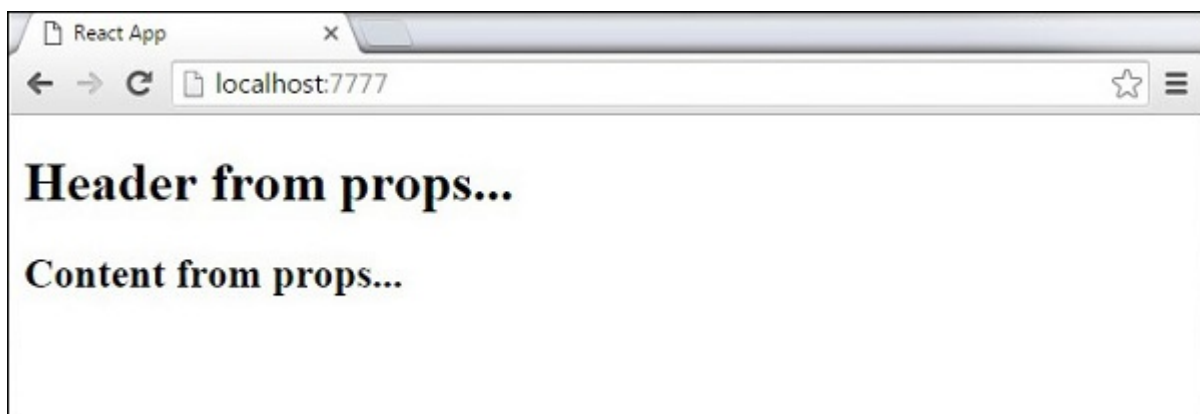 React App
localhost:7777
Header from props...
Content from props...